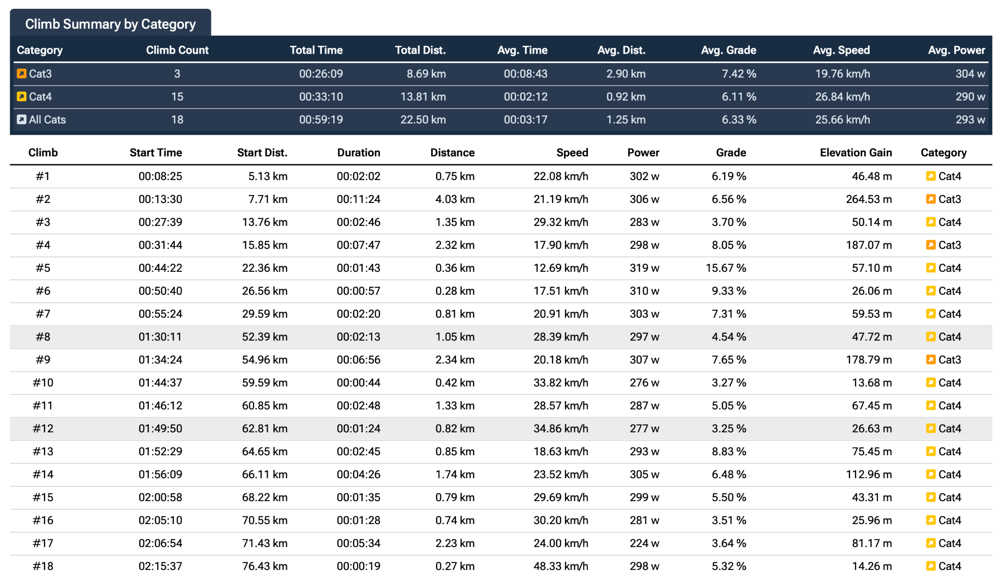 Climb Summary by Category
Category Climb Count Total Time Total Dist. Avg. Time Avg. Dist. Avg. Grade Avg. Speed Avg. Power
Cat3 3 00:26:09 8.69 km 00:08:43 2.90 km 7.42 % 19.76 km/h 304 w
Cat4 15 00:33:10 13.81 km 00:02:12 0.92 km 6.11 % 26.84 km/h 290 w
All Cats 18 00:59:19 22.50 km 00:03:17 1.25 km 6.33 % 25.66 km/h 293 w
Climb Start Time Start Dist. Duration Distance Speed Power Grade Elevation Gain Category
#1 00:08:25 5.13 km 00:02:02 0.75 km 22.08 km/h 302 w 6.19 % 46.48 m Cat4
#2 00:13:30 7.71 km 00:11:24 4.03 km 21.19 km/h 306 w 6.56 % 264.53 m Cat3
#3 00:27:39 13.76 km 00:02:46 1.35 km 29.32 km/h 283 w 3.70 % 50.14 m Cat4
#4 00:31:44 15.85 km 00:07:47 2.32 km 17.90 km/h 298 w 8.05 % 187.07 m Cat3
#5 00:44:22 22.36 km 00:01:43 0.36 km 12.69 km/h 319 w 15.67 % 57.10 m Cat4
#6 00:50:40 26.56 km 00:00:57 0.28 km 17.51 km/h 310 w 9.33 % 26.06 m Cat4
#7 00:55:24 29.59 km 00:02:20 0.81 km 20.91 km/h 303 w 7.31 % 59.53 m Cat4
#8 01:30:11 52.39 km 00:02:13 1.05 km 28.39 km/h 297 w 4.54 % 47.72 m Cat4
#9 01:34:24 54.96 km 00:06:56 2.34 km 20.18 km/h 307 w 7.65 % 178.79 m Cat3
#10 01:44:37 59.59 km 00:00:44 0.42 km 33.82 km/h 276 w 3.27 % 13.68 m Cat4
#11 01:46:12 60.85 km 00:02:48 1.33 km 28.57 km/h 287 w 5.05 % 67.45 m Cat4
#12 01:49:50 62.81 km 00:01:24 0.82 km 34.86 km/h 277 w 3.25 % 26.63 m Cat4
#13 01:52:29 64.65 km 00:02:45 0.85 km 18.63 km/h 293 w 8.83 % 75.45 m Cat4
#14 01:56:09 66.11 km 00:04:26 1.74 km 23.52 km/h 305 w 6.48 % 112.96 m Cat4
#15 02:00:58 68.22 km 00:01:35 0.79 km 29.69 km/h 299 w 5.50 % 43.31 m Cat4
#16 02:05:10 70.55 km 00:01:28 0.74 km 30.20 km/h 281 w 3.51 % 25.96 m Cat4
#17 02:06:54 71.43 km 00:05:34 2.23 km 24.00 km/h 224 w 3.64 % 81.17 m Cat4
#18 02:15:37 76.43 km 00:00:19 0.27 km 48.33 km/h 298 w 5.32 % 14.26 m Cat4